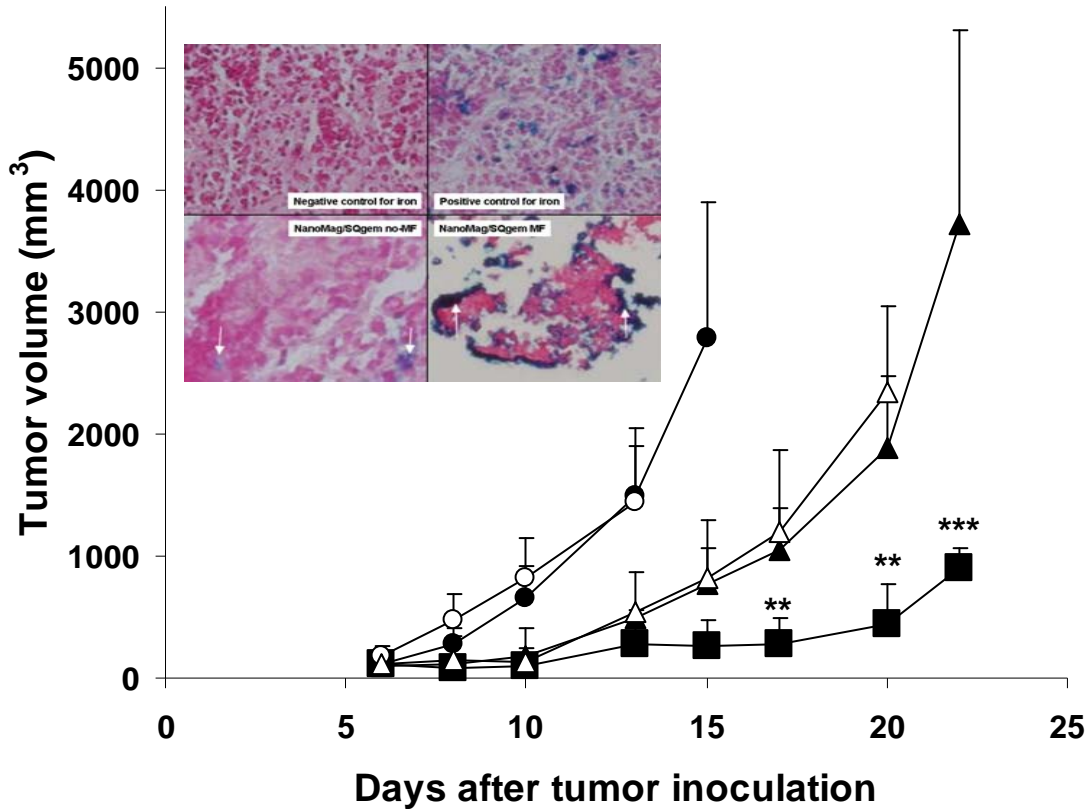 5000
4000
3000
2000
1000
0
Tumor volume (mm³)
Negative control for iron
Positive control for iron
NanoMag/SQgem no-MF
NanoMag/SQgem MF
**
**
***
0 5 10 15 20 25
Days after tumor inoculation